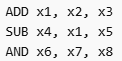 ADD x1, x2, x3
SUB x4, x1, x5
AND x6, x7, x8